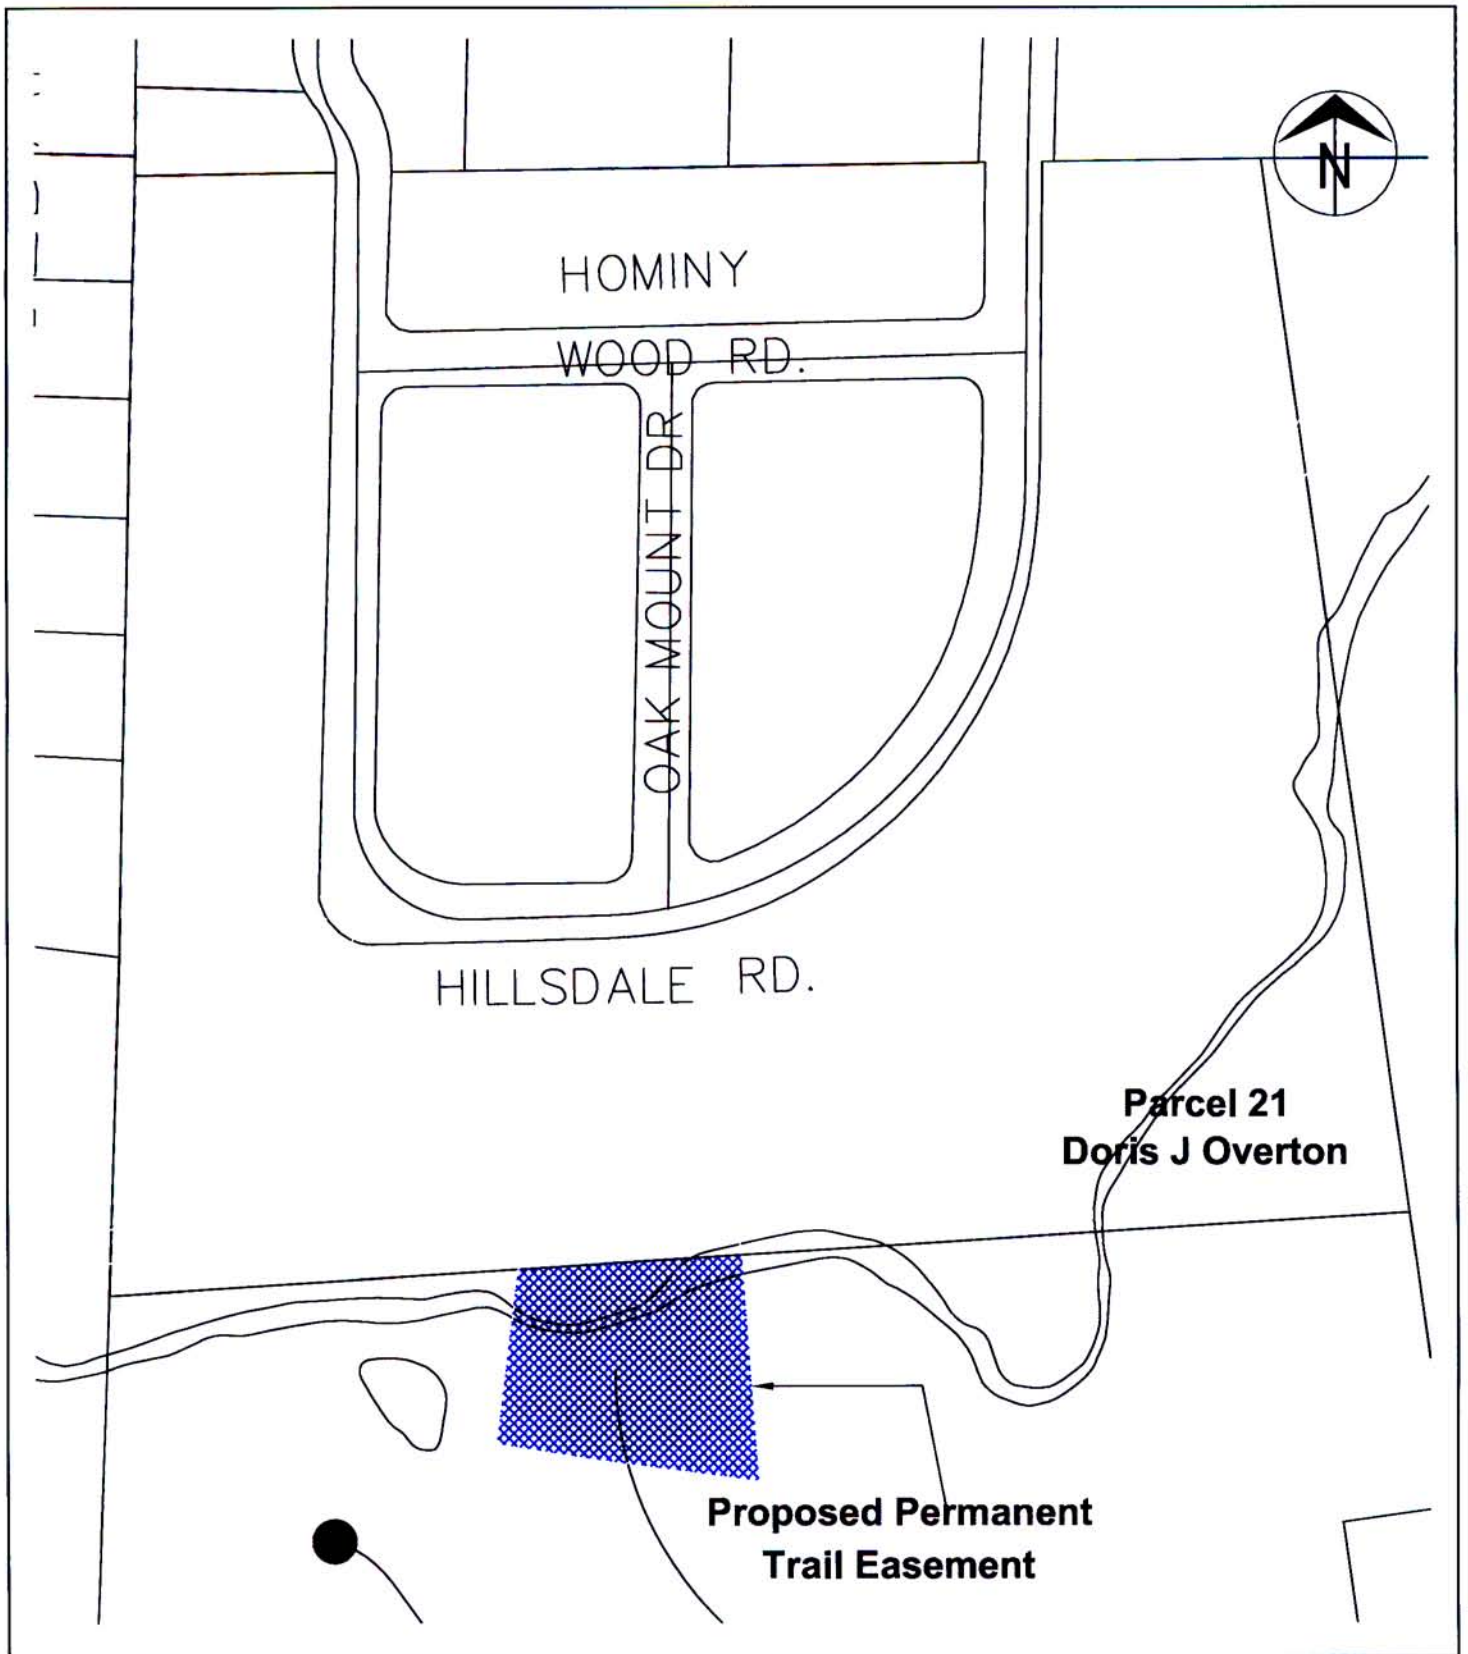 N
HOMINY
WOOD RD.
OAK MOUNT DR
HILLSDALE RD.
Parcel 21
Doris J Overton
Proposed Permanent
Trail Easement